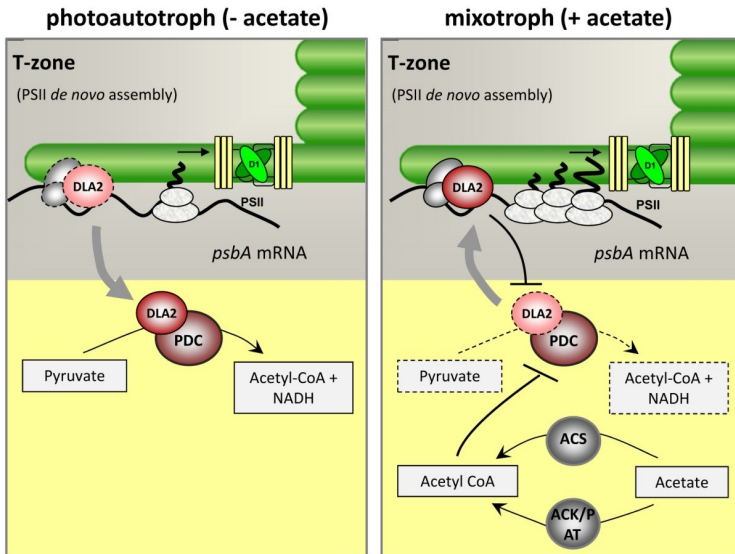 photoautotroph (- acetate)
T-zone
(PSII de novo assembly)
D1
DLA2
PSII
psbA mRNA
DLA2
PDC
Pyruvate
Acetyl-CoA +
NADH
mixotroph (+ acetate)
T-zone
(PSII de novo assembly)
D1
DLA2
PSII
psbA mRNA
DLA2
PDC
Pyruvate
Acetyl-CoA +
NADH
ACS
Acetyl CoA
Acetate
ACK/P
AT